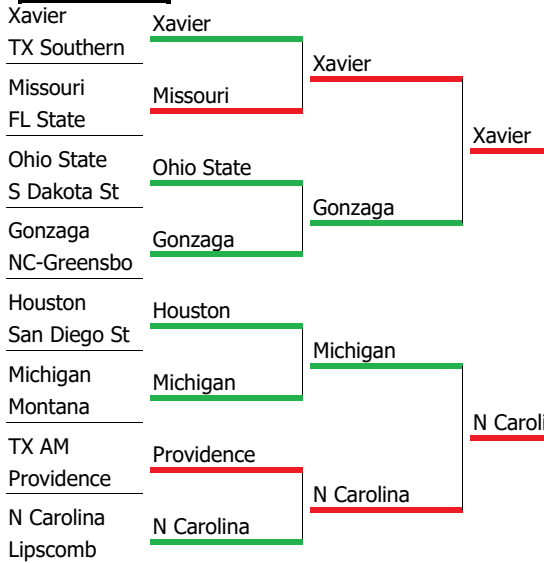 Xavier
TX Southern
Missouri
FL State
Ohio State
S Dakota St
Gonzaga
NC-Greensbo
Houston
San Diego St
Michigan
Montana
TX AM
Providence
N Carolina
Lipscomb
Xavier
Missouri
Ohio State
Gonzaga
Houston
Michigan
Providence
N Carolina
Xavier
Gonzaga
Michigan
N Carolina
Xavier
N Caroli